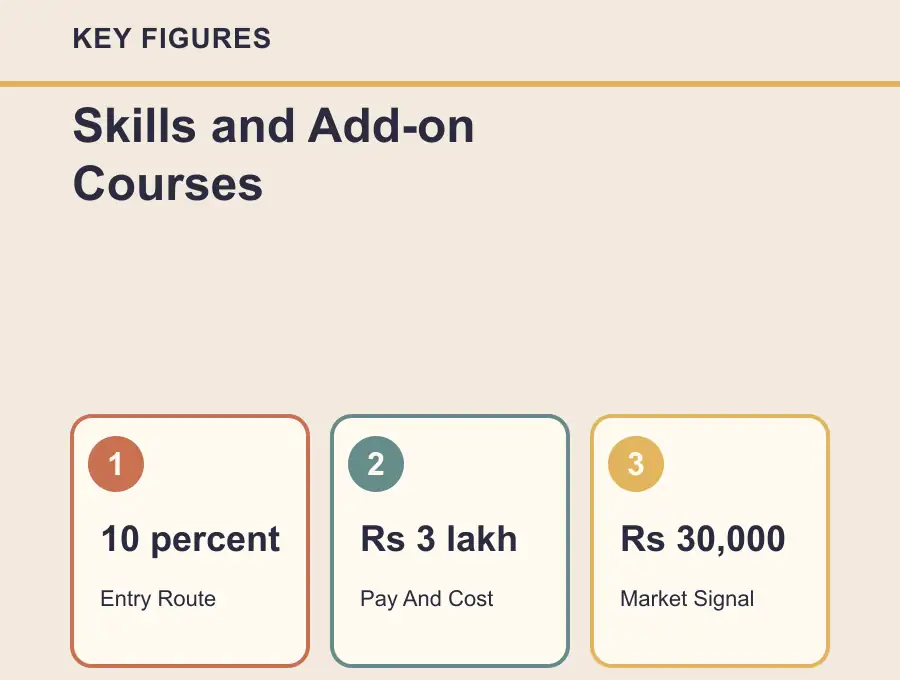 KEY FIGURES
Skills and Add-on
Courses
1
10 percent
Entry Route
2
Rs 3 lakh
Pay And Cost
3
Rs 30,000
Market Signal